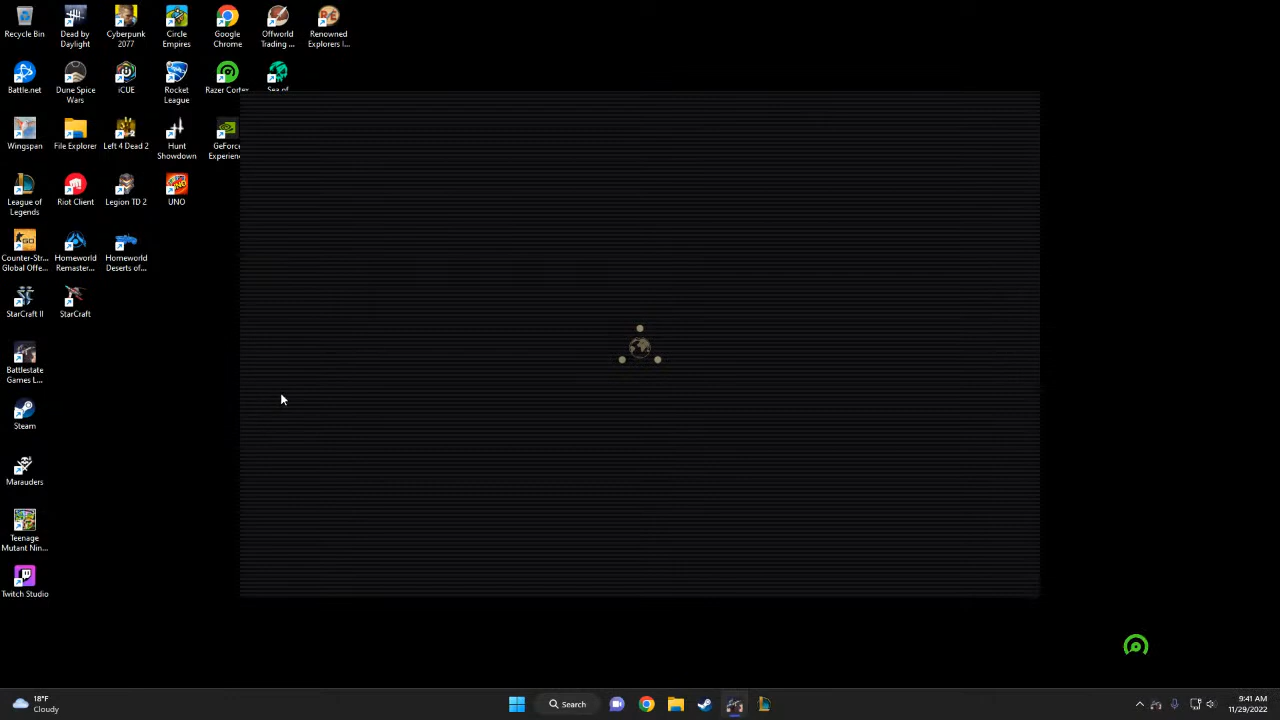 Recycle Bin
Dead by
Daylight
Cyberpunk
2077
Circle
Empires
Google
Chrome
Offworld
Trading ...
Renowned
Explorers I...
Battle.net
Dune Spice
Wars
iCUE
Rocket
League
Razer Cortex
Sea of
Wingspan
File Explorer
Left 4 Dead 2
Hunt
Showdown
GeForce
Experien
League of
Legends
Riot Client
Legion TD 2
UNO
Counter-Str...
Global Offe...
Homeworld
Remaster...
Homeworld
Deserts of...
StarCraft II
StarCraft
Battlestate
Games L...
Steam
Marauders
Teenage
Mutant Nin...
Twitch Studio
18°F
Cloudy
Search
9:41 AM
11/29/2022